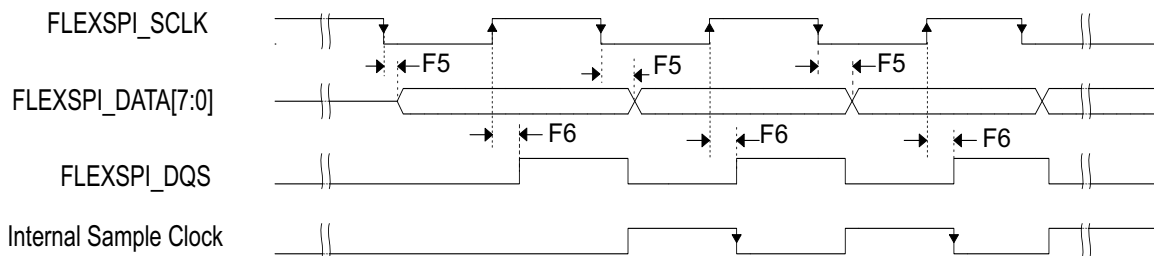 FLEXSPI_SCLK
F5
F5
F5
FLEXSPI_DATA[7:0]
F6
F6
F6
FLEXSPI_DQS
Internal Sample Clock